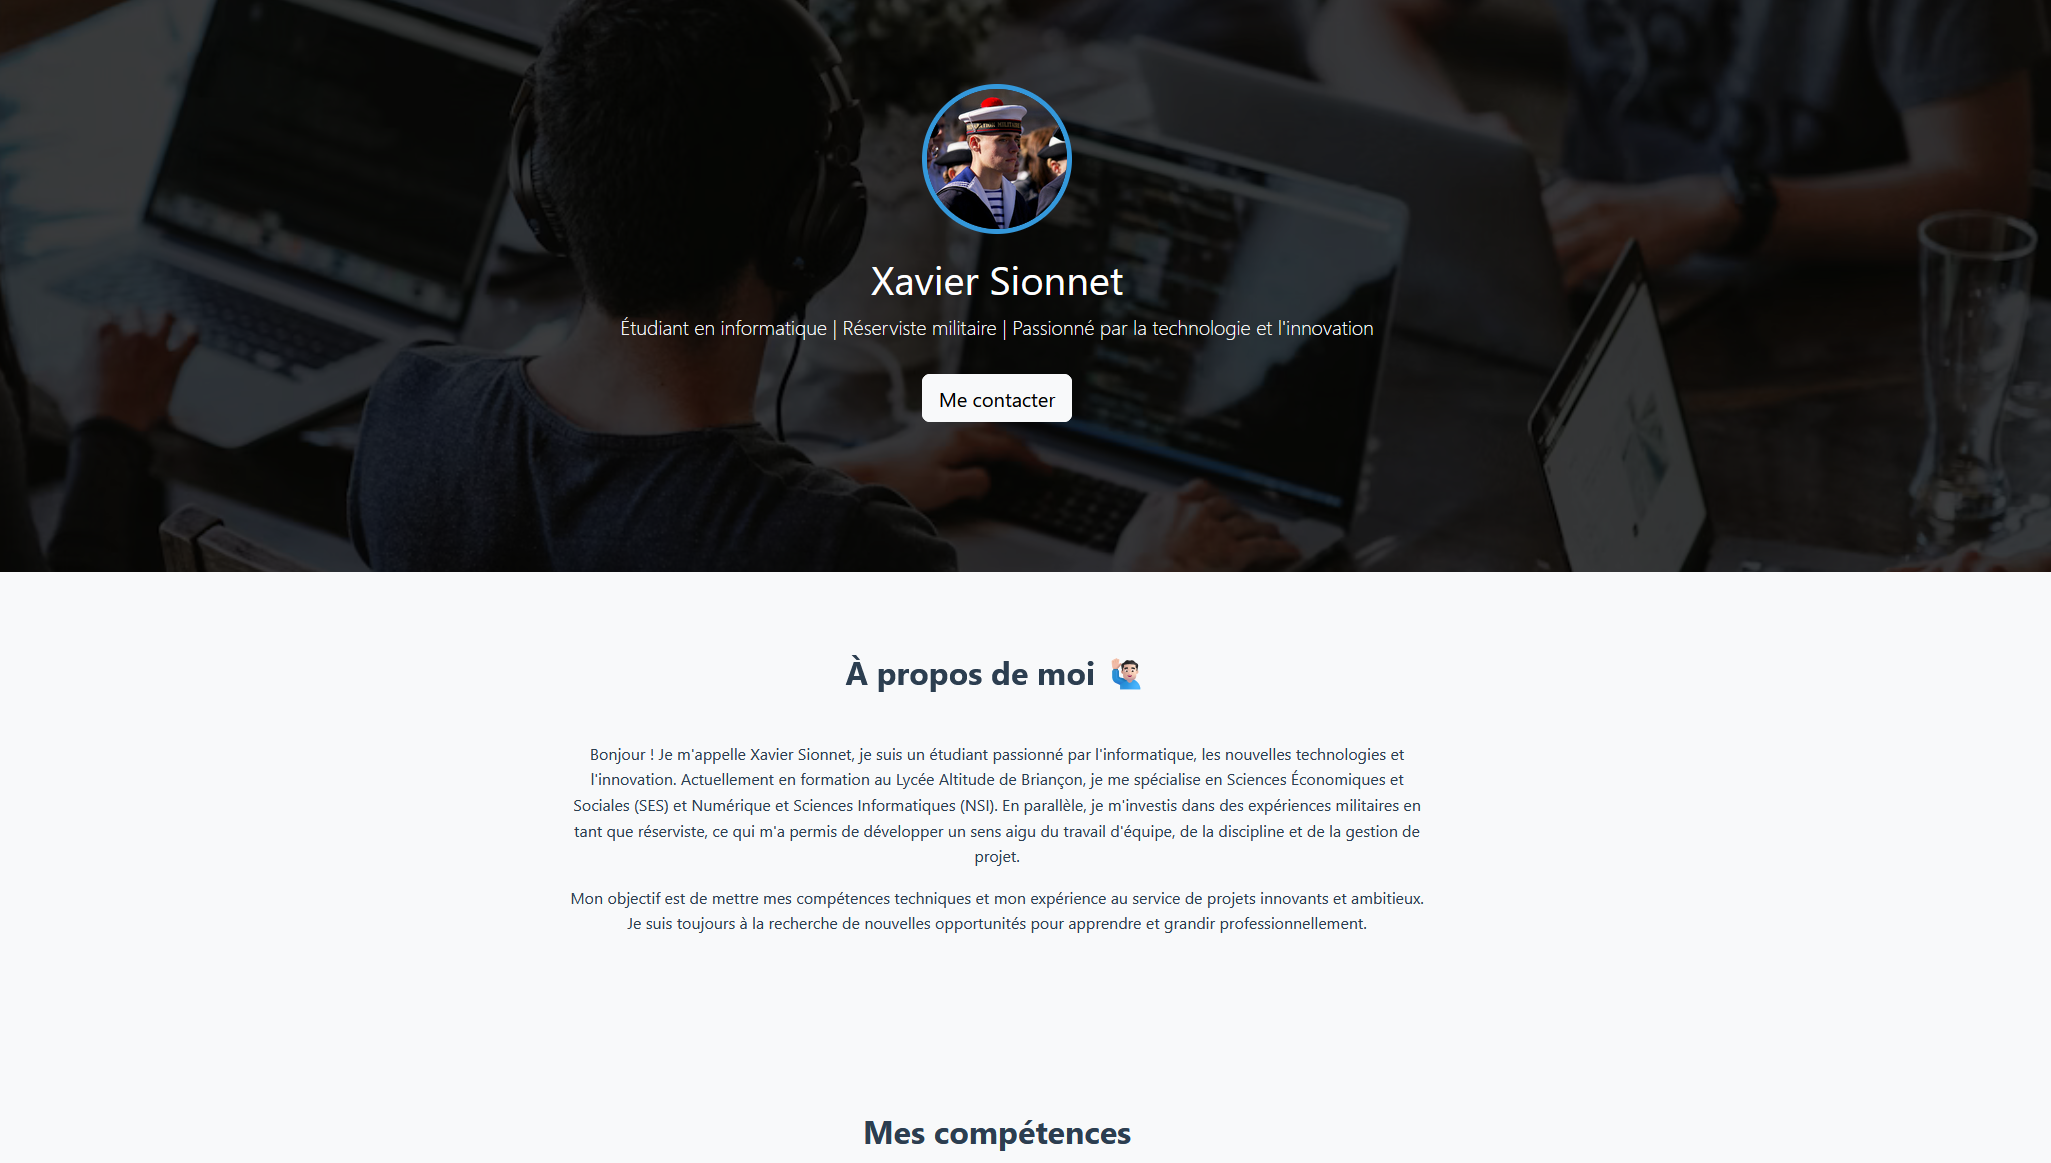 Xavier Sionnet
Étudiant en informatique | Réserviste militaire | Passionné par la technologie et l'innovation
Me contacter
À propos de moi
Bonjour ! Je m'appelle Xavier Sionnet, je suis un étudiant passionné par l'informatique, les nouvelles technologies et
l'innovation. Actuellement en formation au Lycée Altitude de Briançon, je me spécialise en Sciences Économiques et
Sociales (SES) et Numérique et Sciences Informatiques (NSI). En parallèle, je m'investis dans des expériences militaires en
tant que réserviste, ce qui m'a permis de développer un sens aigu du travail d'équipe, de la discipline et de la gestion de
projet.
Mon objectif est de mettre mes compétences techniques et mon expérience au service de projets innovants et ambitieux.
Je suis toujours à la recherche de nouvelles opportunités pour apprendre et grandir professionnellement.
Mes compétences